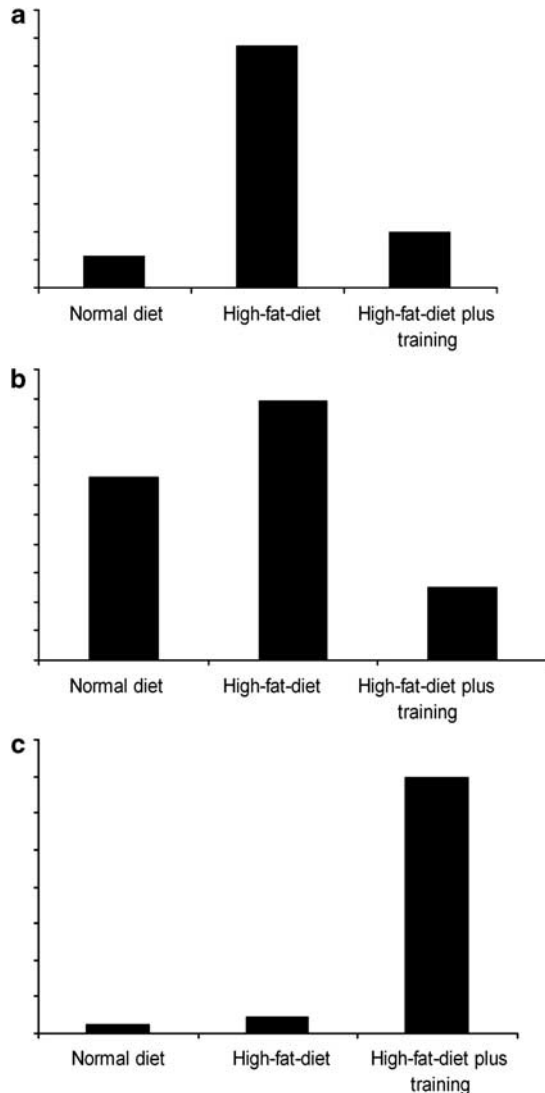 a
Normal diet High-fat-diet High-fat-diet plus
training
b
Normal diet High-fat-diet High-fat-diet plus
training
c
Normal diet High-fat-diet High-fat-diet plus
training